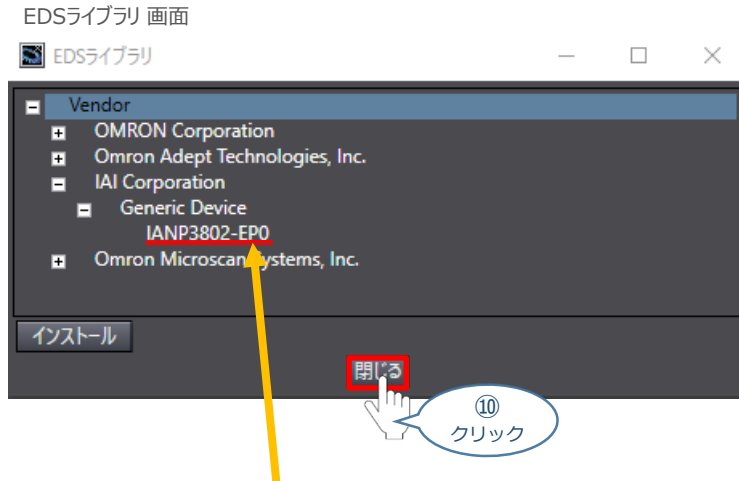 EDSライブラリ 画面
EDSライブラリ
Vendor
OMRON Corporation
Omron Adept Technologies, Inc.
IAI Corporation
Generic Device
IANP3802-EP0
Omron Microscan Systems, Inc.
インストール
閉じる
⑩
クリック